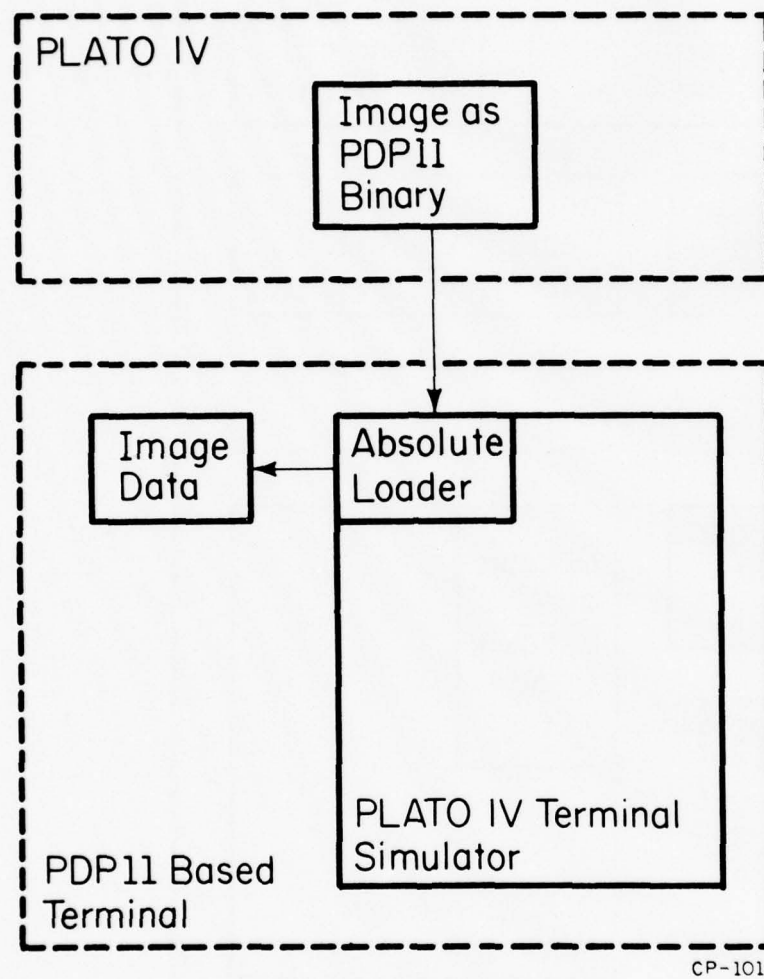 PLATO IV
Image as
PDP11
Binary
Image
Data
Absolute
Loader
PLATO IV Terminal
Simulator
PDP11 Based
Terminal
CP-101